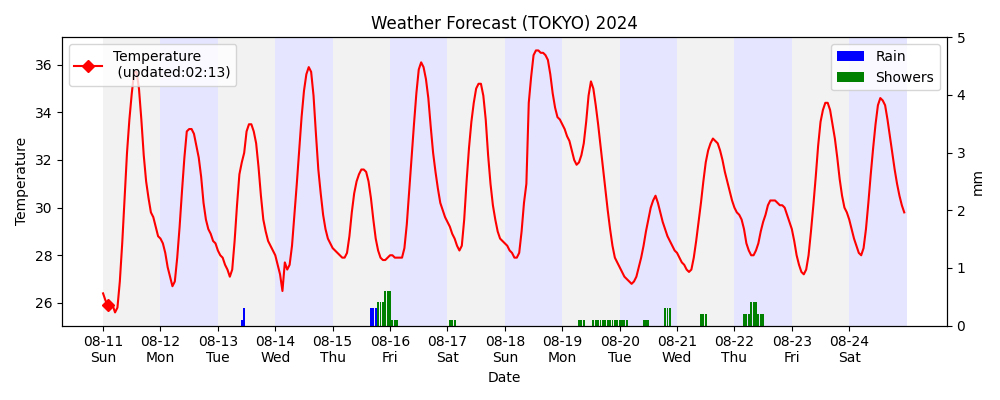 Weather Forecast (TOKYO) 2024
Temperature
(updated:02:13)
Rain
Showers
Temperature
36
34
32
30
28
26
5
4
3
2
1
0
mm
08-11 08-12 08-13 08-14 08-15 08-16 08-17 08-18 08-19 08-20 08-21 08-22 08-23 08-24
Sun Mon Tue Wed Thu Fri Sat Sun Mon Tue Wed Thu Fri Sat
Date